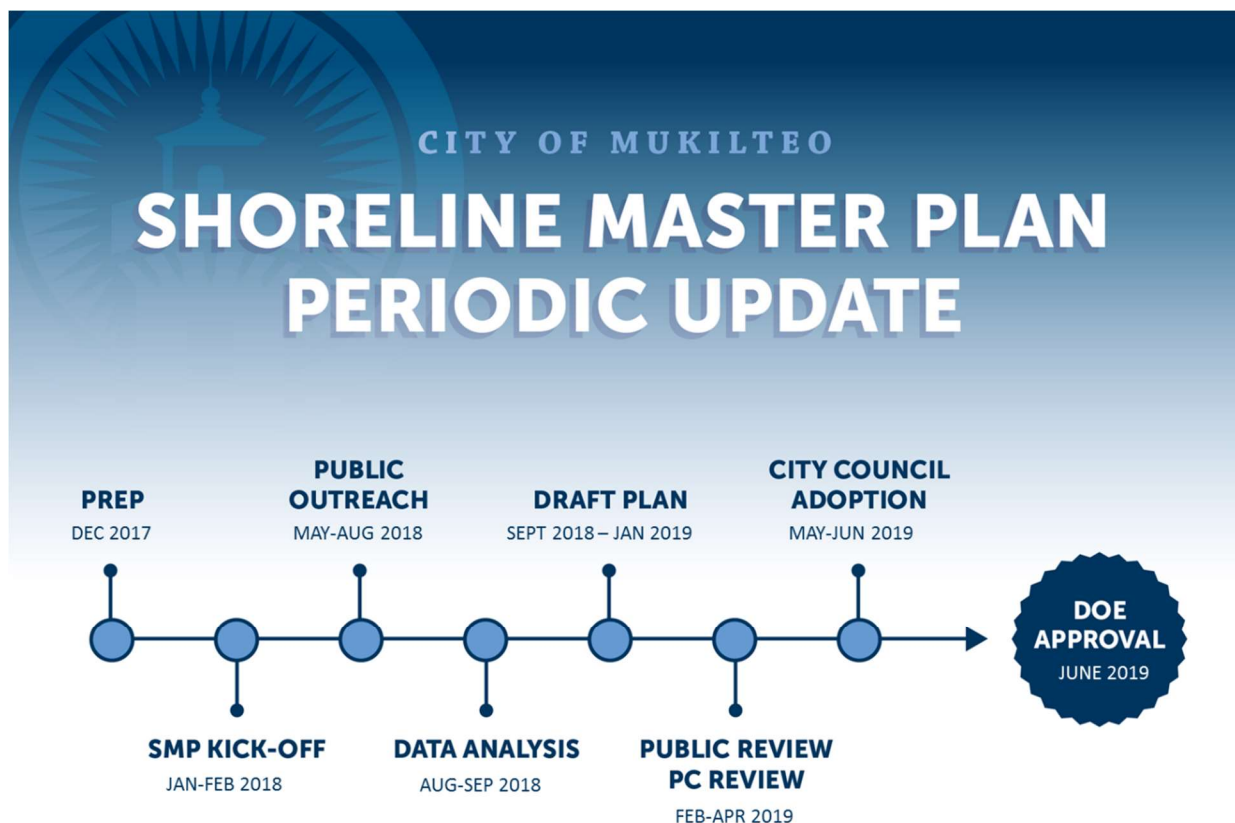 CITY OF MUKILTEO
SHORELINE MASTER PLAN
PERIODIC UPDATE
PREP
DEC 2017
SMP KICK-OFF
JAN-FEB 2018
PUBLIC
OUTREACH
MAY-AUG 2018
DATA ANALYSIS
AUG-SEP 2018
DRAFT PLAN
SEPT 2018 – JAN 2019
PUBLIC REVIEW
PC REVIEW
FEB-APR 2019
CITY COUNCIL
ADOPTION
MAY-JUN 2019
DOE
APPROVAL
JUNE 2019